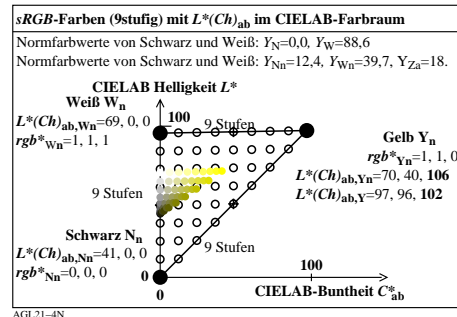 sRGB-Farben (9stufig) mit L*(Ch)ab im CIELAB-Farbraum
Normfarbwerte von Schwarz und Weiß: YN=0,0, YW=88,6
Normfarbwerte von Schwarz und Weiß: YNn=12,4, YWn=39,7, YZa=18.
CIELAB Helligkeit L*
Weiß Wn
L*(Ch)ab,Wn=69, 0, 0
rgb*Wn=1, 1, 1
100
9 Stufen
Gelb Yn
rgb*Yn=1, 1, 0
L*(Ch)ab,Yn=70, 40, 106
L*(Ch)ab,Y=97, 96, 102
9 Stufen
Schwarz Nn
L*(Ch)ab,Nn=41, 0, 0
rgb*Nn=0, 0, 0
9 Stufen
0
0
100
CIELAB-Buntheit C*ab
AGL21-4N